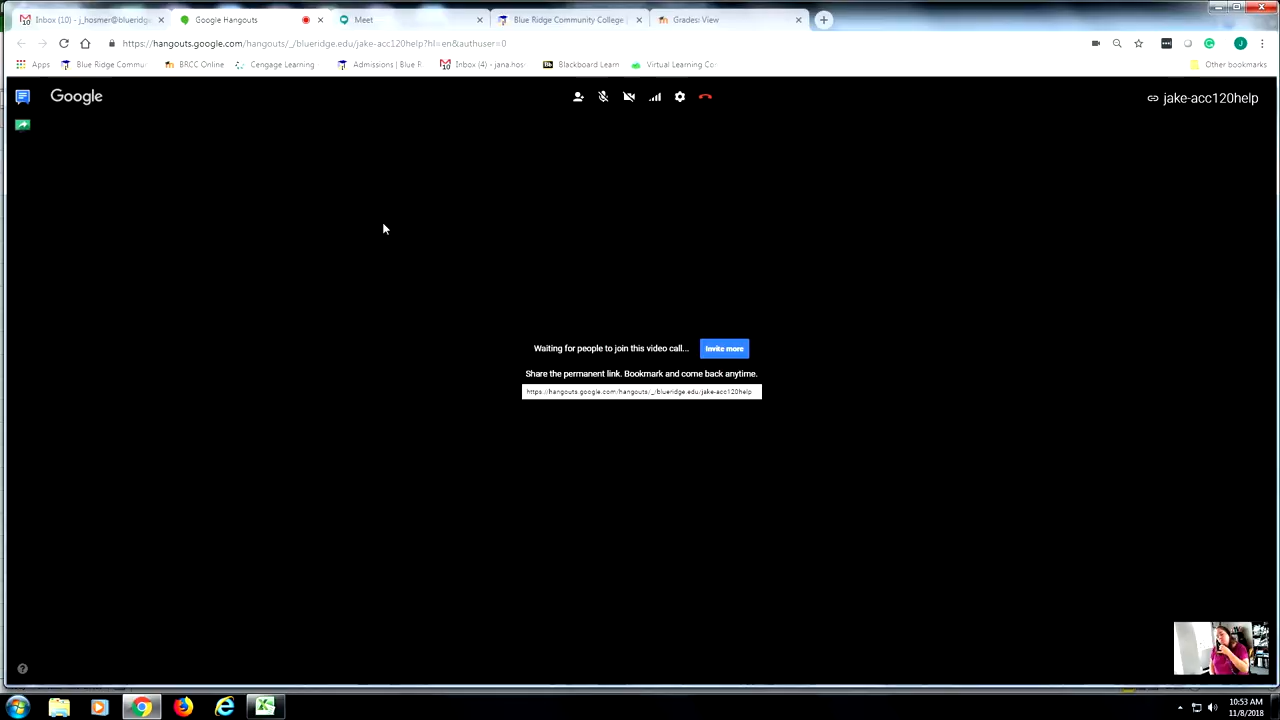 Inbox (10) - j_hosmer@blueridg
Google Hangouts
Meet
Blue Ridge Community College |
Grades: View
https://hangouts.google.com/hangouts/_/blueridge.edu/jake-acc120help?hl=en&authuser=0
Apps
Blue Ridge Commu
BRCC Online
Cengage Learning
Admissions | Blue F
Inbox (4) - jana.hos
Blackboard Learn
Virtual Learning Co
Other bookmarks
Google
jake-acc120help
Waiting for people to join this video call...
Invite more
Share the permanent link. Bookmark and come back anytime.
https://hangouts.google.com/hangouts/_/blueridge.edu/jake-acc120help
10:53 AM
11/8/2018